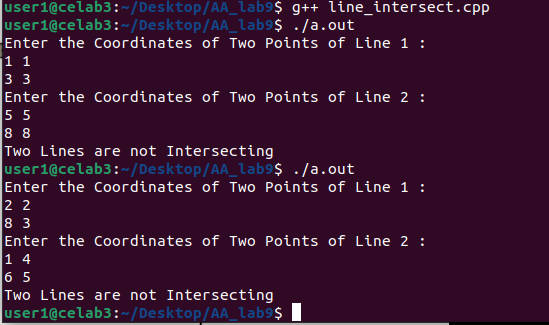 user1@celab3:~/Desktop/AA_lab9$ g++ line_intersect.cpp
user1@celab3:~/Desktop/AA_lab9$ ./a.out
Enter the Coordinates of Two Points of Line 1 :
1 1
3 3
Enter the Coordinates of Two Points of Line 2 :
5 5
8 8
Two Lines are not Intersecting
user1@celab3:~/Desktop/AA_lab9$ ./a.out
Enter the Coordinates of Two Points of Line 1 :
2 2
8 3
Enter the Coordinates of Two Points of Line 2 :
1 4
6 5
Two Lines are not Intersecting
user1@celab3:~/Desktop/AA_lab9$